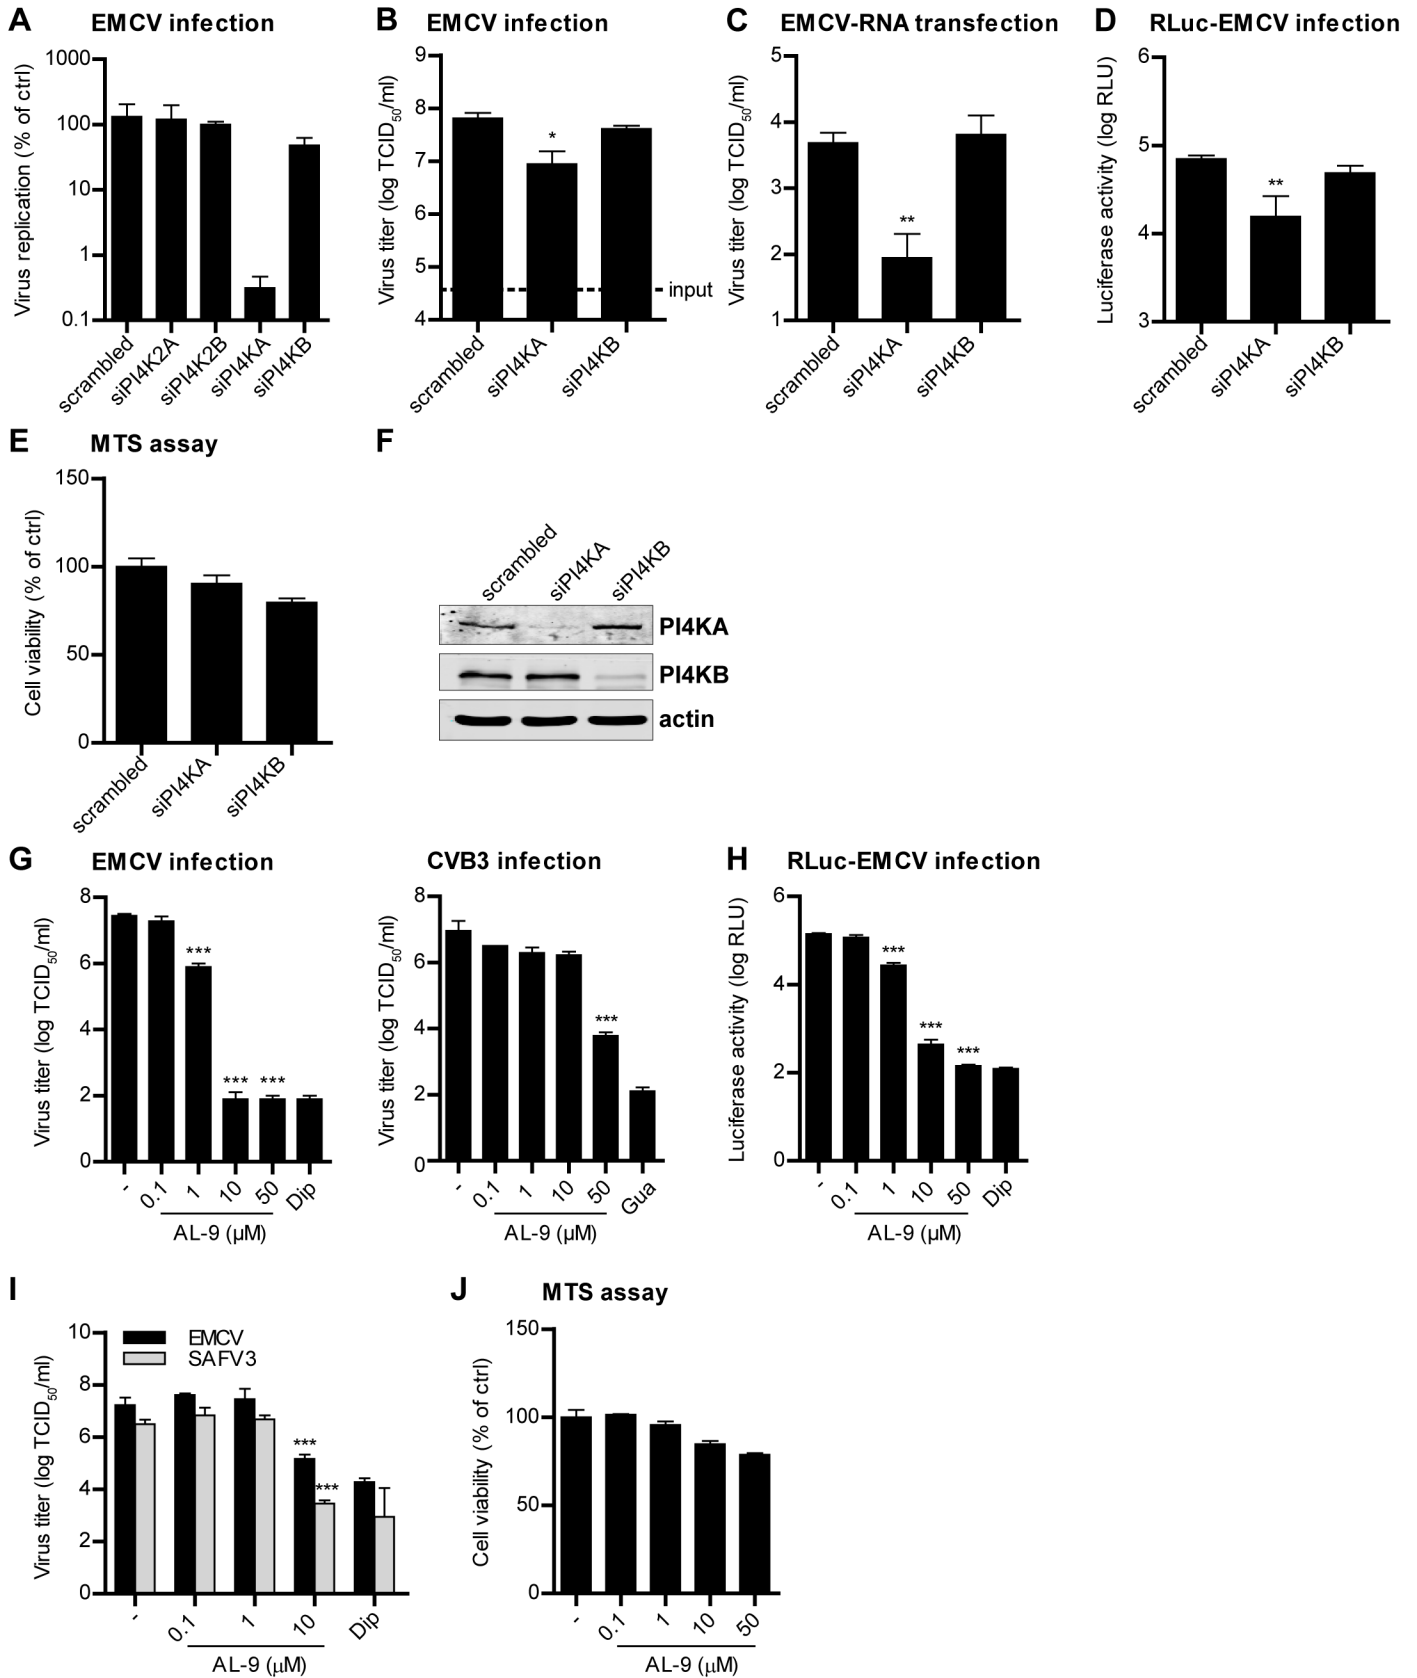 A EMCV infection
Virus replication (% of ctrl)
1000
100
10
1
0.1
scrambled
siPI4K2A
siPI4K2B
siPI4KA
siPI4KB
B EMCV infection
Virus titer (log TCID50/ml)
9
8
7
6
5
4
*
input
scrambled
siPI4KA
siPI4KB
C EMCV-RNA transfection
Virus titer (log TCID50/ml)
5
4
3
2
1
**
scrambled
siPI4KA
siPI4KB
D RLuc-EMCV infection
Luciferase activity (log RLU)
6
5
4
3
**
scrambled
siPI4KA
siPI4KB
E MTS assay
Cell viability (% of ctrl)
150
100
50
0
scrambled
siPI4KA
siPI4KB
F
scrambled
siPI4KA
siPI4KB
PI4KA
PI4KB
actin
G EMCV infection
Virus titer (log TCID50/ml)
8
6
4
2
0
***
*** ***
- 0.1 1 10 50 Dip
AL-9 (µM)
CVB3 infection
Virus titer (log TCID50/ml)
8
6
4
2
0
***
- 0.1 1 10 50 Gua
AL-9 (µM)
H RLuc-EMCV infection
Luciferase activity (log RLU)
6
4
2
0
***
***
***
- 0.1 1 10 50 Dip
AL-9 (µM)
I
Virus titer (log TCID50/ml)
10
8
6
4
2
0
EMCV
SAFV3
***
***
- 0.1 1 10 Dip
AL-9 (µM)
J MTS assay
Cell viability (% of ctrl)
150
100
50
0
- 0.1 1 10 50
AL-9 (µM)